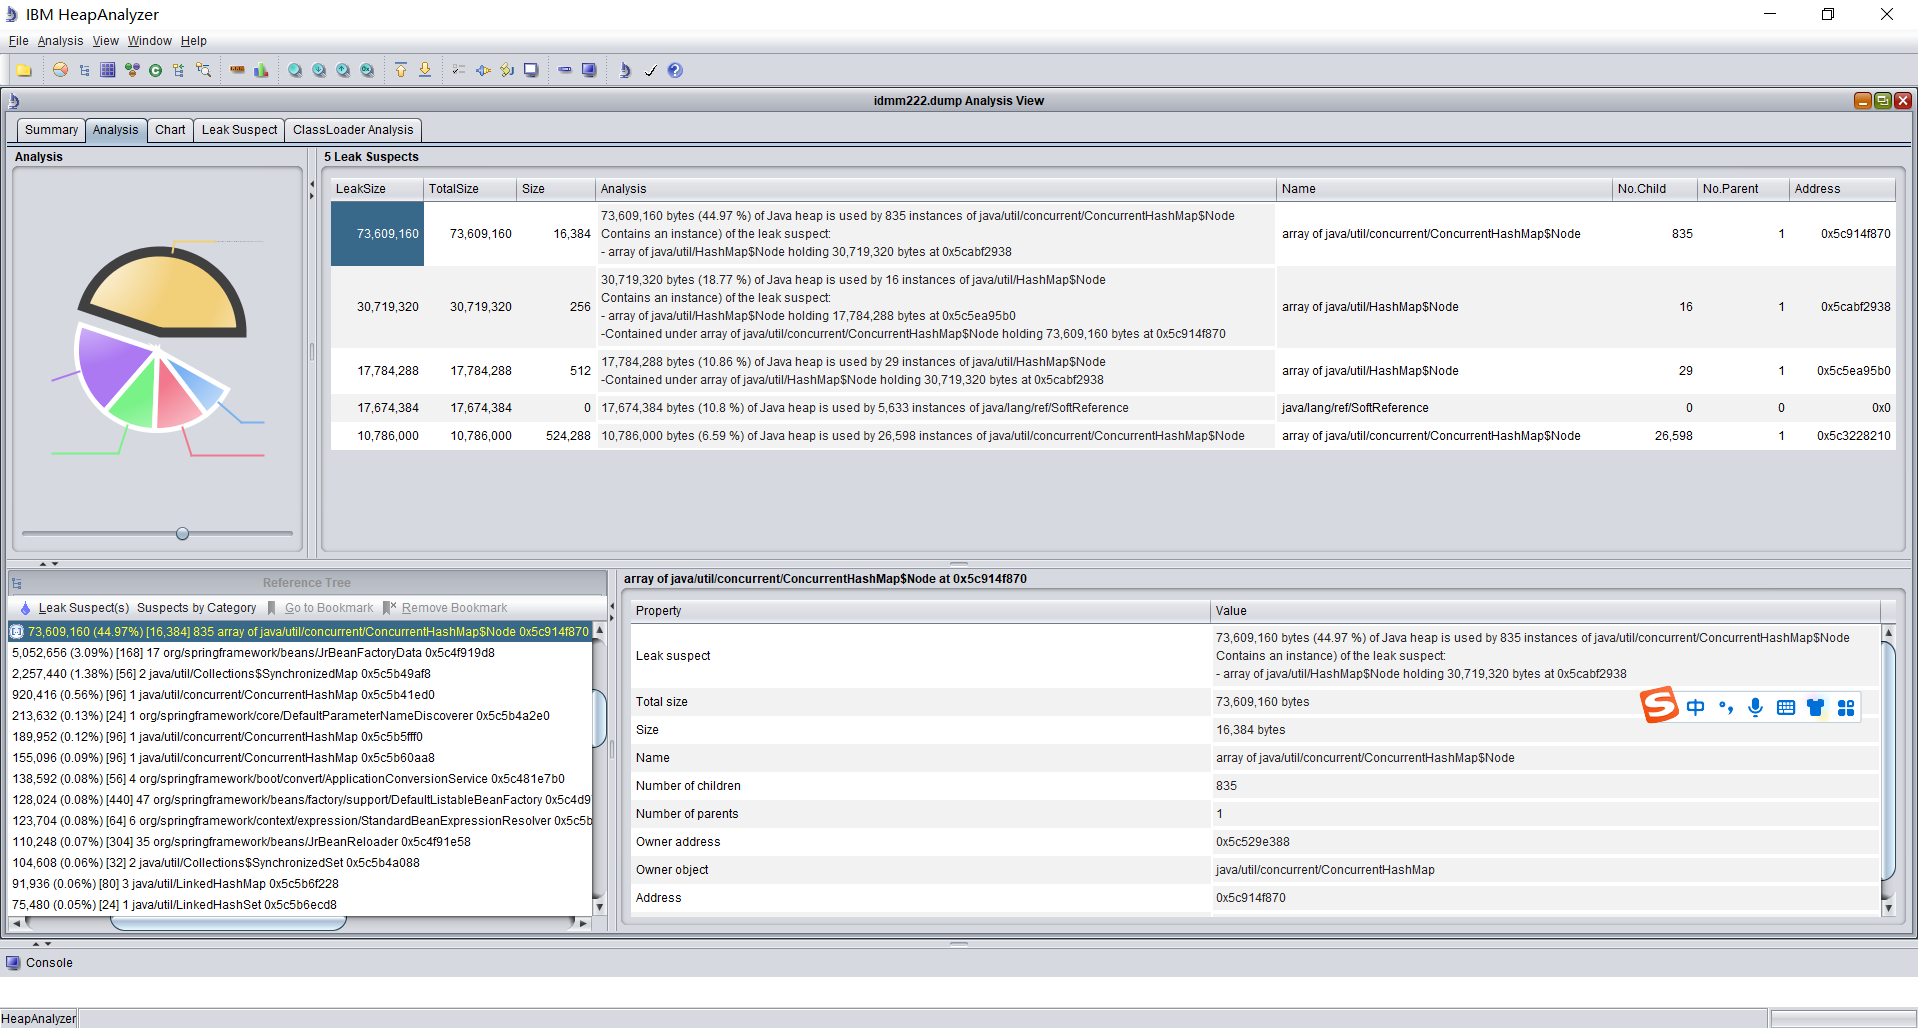 IBM HeapAnalyzer
File Analysis View Window Help
idmm222.dump Analysis View
Summary Analysis Chart Leak Suspect ClassLoader Analysis
Analysis
5 Leak Suspects
LeakSize TotalSize Size Analysis Name No.Child No.Parent Address
73,609,160 73,609,160 16,384 73,609,160 bytes (44.97 %) of Java heap is used by 835 instances of java/util/concurrent/ConcurrentHashMap$Node
Contains an instance) of the leak suspect:
- array of java/util/HashMap$Node holding 30,719,320 bytes at 0x5cabf2938
array of java/util/concurrent/ConcurrentHashMap$Node 835 1 0x5c914f870
30,719,320 30,719,320 256 30,719,320 bytes (18.77 %) of Java heap is used by 16 instances of java/util/HashMap$Node
Contains an instance) of the leak suspect:
- array of java/util/HashMap$Node holding 17,784,288 bytes at 0x5c5ea95b0
-Contained under array of java/util/concurrent/ConcurrentHashMap$Node holding 73,609,160 bytes at 0x5c914f870
array of java/util/HashMap$Node 16 1 0x5cabf2938
17,784,288 17,784,288 512 17,784,288 bytes (10.86 %) of Java heap is used by 29 instances of java/util/HashMap$Node
-Contained under array of java/util/HashMap$Node holding 30,719,320 bytes at 0x5cabf2938
array of java/util/HashMap$Node 29 1 0x5c5ea95b0
17,674,384 17,674,384 0 17,674,384 bytes (10.8 %) of Java heap is used by 5,633 instances of java/lang/ref/SoftReference java/lang/ref/SoftReference 0 0 0x0
10,786,000 10,786,000 524,288 10,786,000 bytes (6.59 %) of Java heap is used by 26,598 instances of java/util/concurrent/ConcurrentHashMap$Node array of java/util/concurrent/ConcurrentHashMap$Node 26,598 1 0x5c3228210
Reference Tree
Leak Suspect(s) Suspects by Category Go to Bookmark Remove Bookmark
73,609,160 (44.97%) [16,384] 835 array of java/util/concurrent/ConcurrentHashMap$Node 0x5c914f870
5,052,656 (3.09%) [168] 17 org/springframework/beans/JrBeanFactoryData 0x5c4f919d8
2,257,440 (1.38%) [56] 2 java/util/Collections$SynchronizedMap 0x5c5b49af8
920,416 (0.56%) [96] 1 java/util/concurrent/ConcurrentHashMap 0x5c5b41ed0
213,632 (0.13%) [24] 1 org/springframework/core/DefaultParameterNameDiscoverer 0x5c5b4a2e0
189,952 (0.12%) [96] 1 java/util/concurrent/ConcurrentHashMap 0x5c5b5fff0
155,096 (0.09%) [96] 1 java/util/concurrent/ConcurrentHashMap 0x5c5b60aa8
138,592 (0.08%) [56] 4 org/springframework/boot/convert/ApplicationConversionService 0x5c481e7b0
128,024 (0.08%) [440] 47 org/springframework/beans/factory/support/DefaultListableBeanFactory 0x5c4d9
123,704 (0.08%) [64] 6 org/springframework/context/expression/StandardBeanExpressionResolver 0x5c5b
110,248 (0.07%) [304] 35 org/springframework/beans/JrBeanReloader 0x5c4f91e58
104,608 (0.06%) [32] 2 java/util/Collections$SynchronizedSet 0x5c5b4a088
91,936 (0.06%) [80] 3 java/util/LinkedHashMap 0x5c5b6f228
75,480 (0.05%) [24] 1 java/util/LinkedHashSet 0x5c5b6ecd8
array of java/util/concurrent/ConcurrentHashMap$Node at 0x5c914f870
Property Value
Leak suspect 73,609,160 bytes (44.97 %) of Java heap is used by 835 instances of java/util/concurrent/ConcurrentHashMap$Node
Contains an instance) of the leak suspect:
- array of java/util/HashMap$Node holding 30,719,320 bytes at 0x5cabf2938
Total size 73,609,160 bytes
Size 16,384 bytes
Name array of java/util/concurrent/ConcurrentHashMap$Node
Number of children 835
Number of parents 1
Owner address 0x5c529e388
Owner object java/util/concurrent/ConcurrentHashMap
Address 0x5c914f870
S 中
Console
HeapAnalyzer